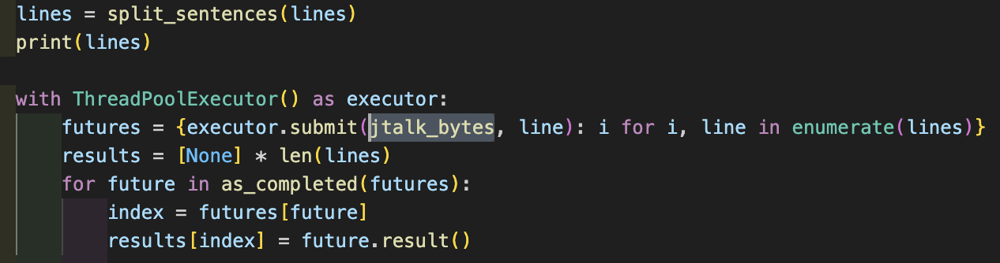 lines = split_sentences(lines)
print(lines)
with ThreadPoolExecutor() as executor:
futures = {executor.submit(jtalk_bytes, line): i for i, line in enumerate(lines)}
results = [None] * len(lines)
for future in as_completed(futures):
index = futures[future]
results[index] = future.result()